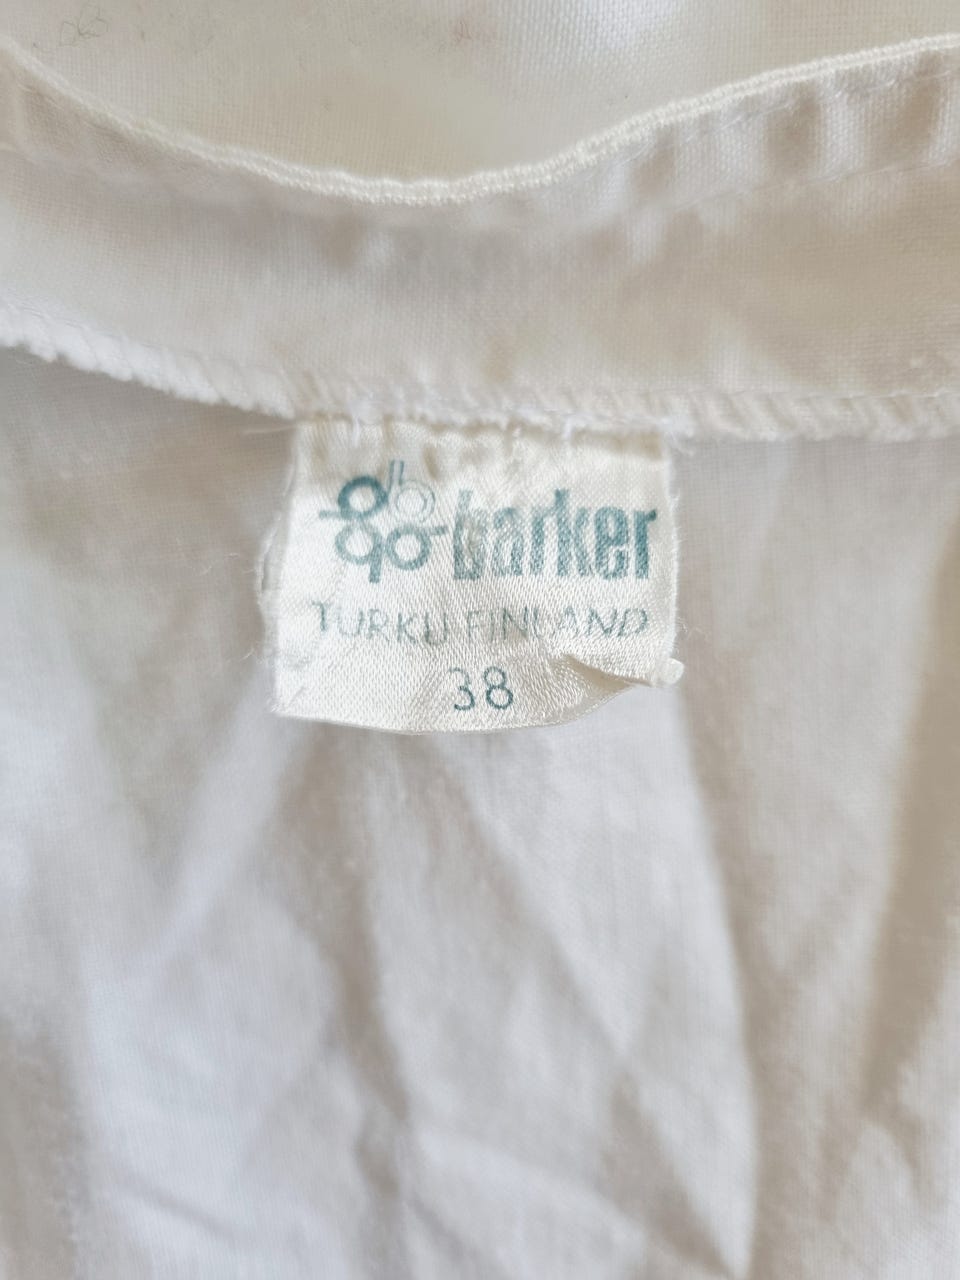 barker
TURKU FINLAND
38